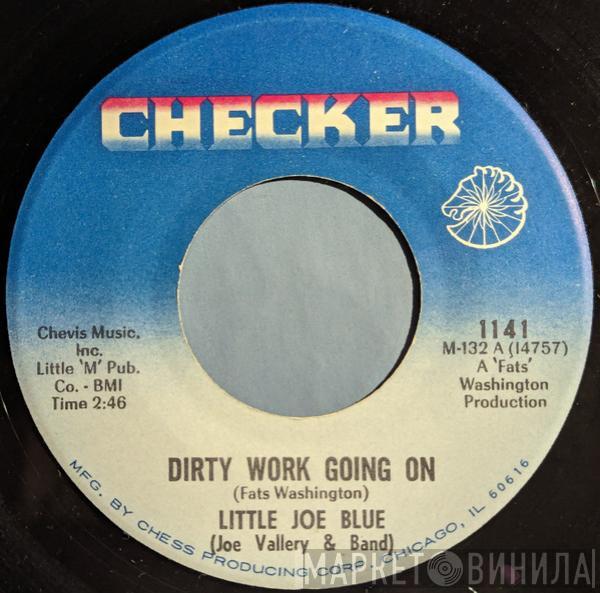 CHECKER
Chevis Music,
Inc.
Little 'M' Pub.
Co. - BMI
Time 2:46
1141
M-132 A (14757)
A 'Fats'
Washington
Production
DIRTY WORK GOING ON
(Fats Washington)
LITTLE JOE BLUE
(Joe Vallery & Band)
MFG. BY CHESS PRODUCING CORP. CHICAGO, IL 60616
МАРКЕТ ВИНИЛА